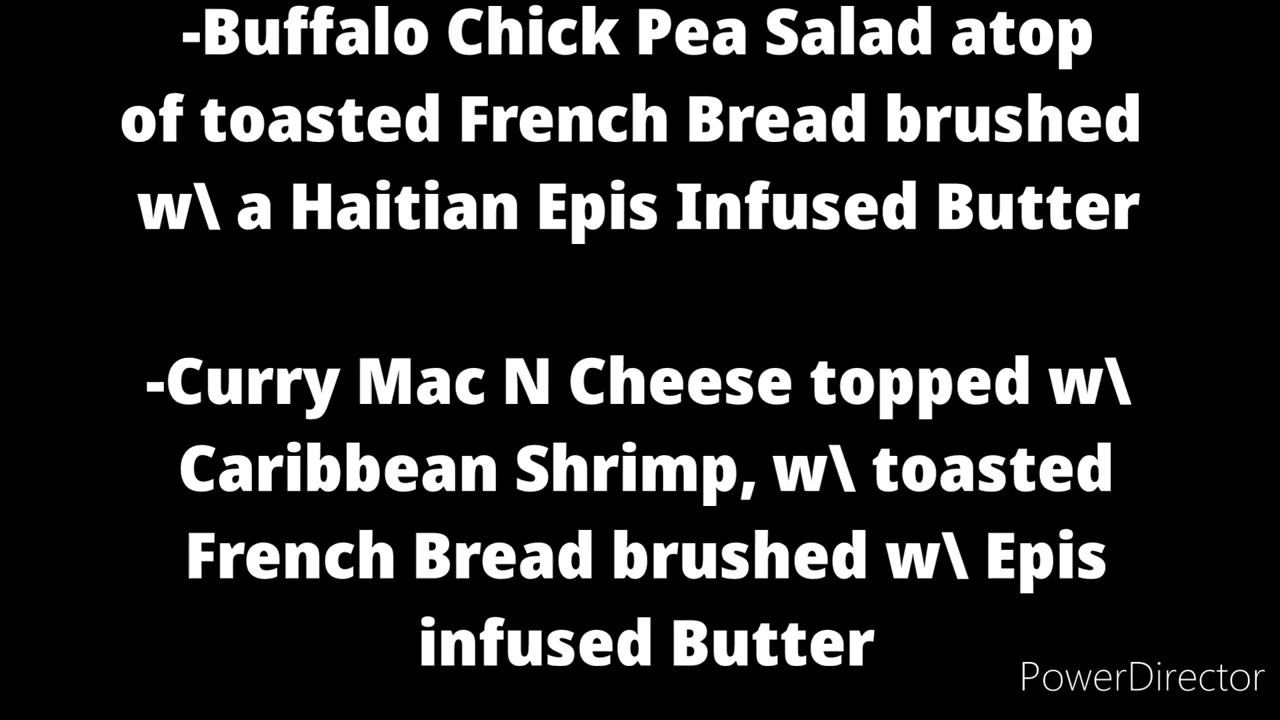 -Buffalo Chick Pea Salad atop
of toasted French Bread brushed
w\ a Haitian Epis Infused Butter
-Curry Mac N Cheese topped w\
Caribbean Shrimp, w\ toasted
French Bread brushed w\ Epis
infused Butter
PowerDirector